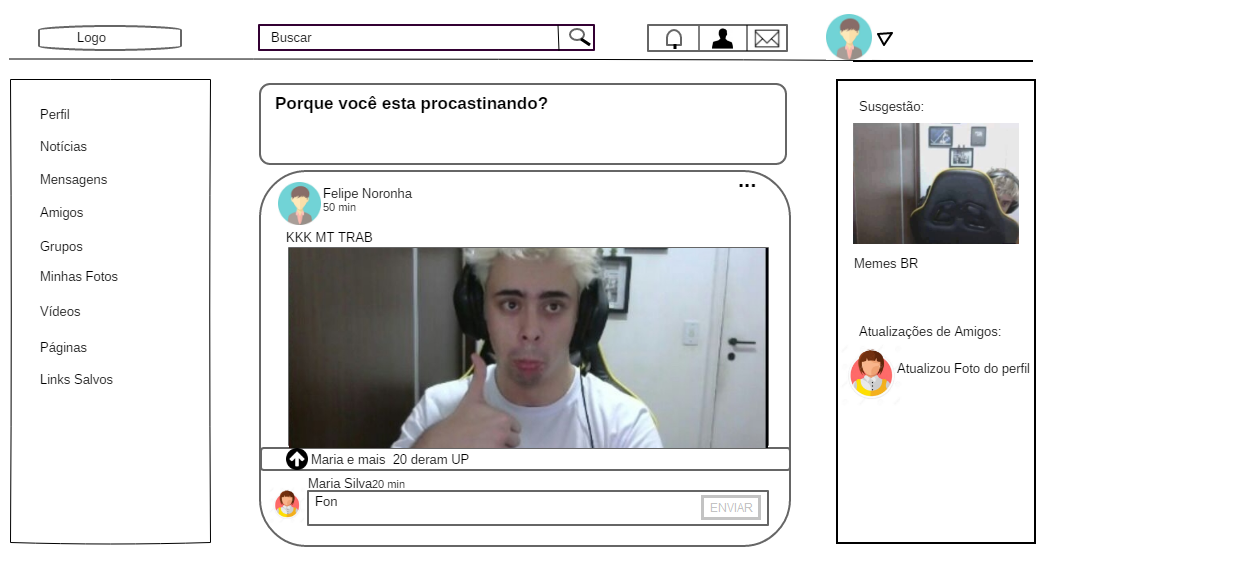 Logo
Buscar
Perfil
Notícias
Mensagens
Amigos
Grupos
Minhas Fotos
Vídeos
Páginas
Links Salvos
Porque você esta procastinando?
Felipe Noronha
...
50 min
KKK MT TRAB
Maria e mais 20 deram UP
Maria Silva20 min
Fon
ENVIAR
Susgestão:
Memes BR
Atualizações de Amigos:
Atualizou Foto do perfil